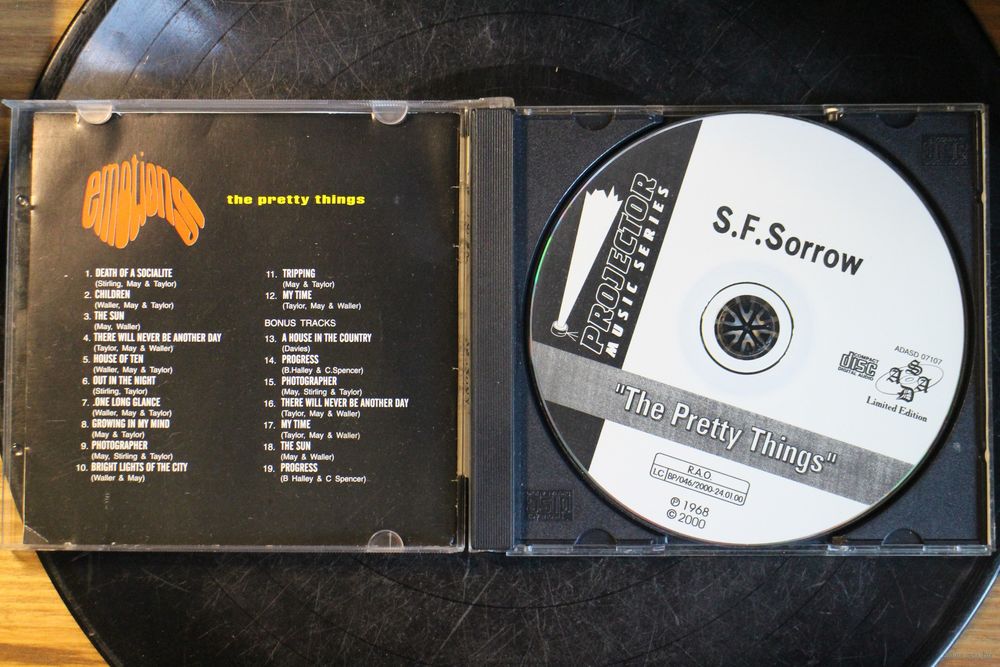 emotions
the pretty things
1. DEATH OF A SOCIALITE
(Stirling, May & Taylor)
2. CHILDREN
(Waller, May & Taylor)
3. THE SUN
(May, Waller)
4. THERE WILL NEVER BE ANOTHER DAY
(Taylor, May & Waller)
5. HOUSE OF TEN
(Waller, May & Taylor)
6. OUT IN THE NIGHT
(Stirling, Taylor)
7. .ONE LONG GLANCE
(Waller, May & Taylor)
8. GROWING IN MY MIND
(May & Taylor)
9. PHOTOGRAPHER
(May, Stirling & Taylor)
10. BRIGHT LIGHTS OF THE CITY
(Waller & May)
11. TRIPPING
(May & Taylor)
12. MY TIME
(Taylor, May & Waller)
BONUS TRACKS
13. A HOUSE IN THE COUNTRY
(Davies)
14. PROGRESS
(B.Halley & C.Spencer)
15. PHOTOGRAPHER
(May, Stirling & Taylor)
16. THERE WILL NEVER BE ANOTHER DAY
(Taylor, May & Waller)
17. MY TIME
(Taylor, May & Waller)
18. THE SUN
(May & Waller)
19. PROGRESS
(B Halley & C Spencer)
PROJECTOR
MUSIC SERIES
S.F.Sorrow
COMPACT
disc
DIGITAL AUDIO
ADASD 07107
ASAD
Limited Edition
"The Pretty Things"
R.A.O.
LC BP/046/2000-24.01.00
℗ 1968
© 2000